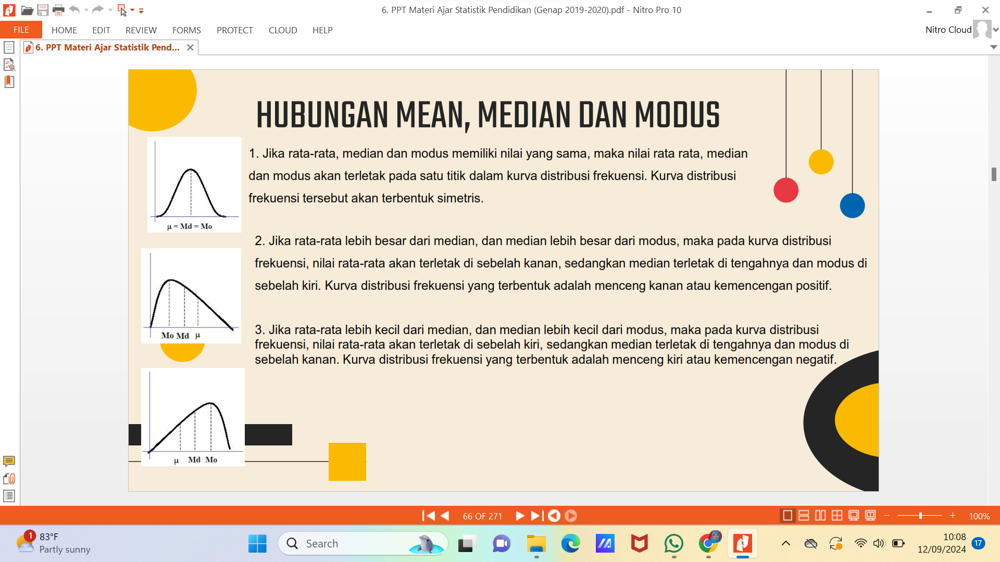 6. PPT Materi Ajar Statistik Pendidikan (Genap 2019-2020).pdf - Nitro Pro 10
FILE HOME EDIT REVIEW FORMS PROTECT CLOUD HELP
Nitro Cloud
6. PPT Materi Ajar Statistik Pend...
HUBUNGAN MEAN, MEDIAN DAN MODUS
1. Jika rata-rata, median dan modus memiliki nilai yang sama, maka nilai rata rata, median
dan modus akan terletak pada satu titik dalam kurva distribusi frekuensi. Kurva distribusi
frekuensi tersebut akan terbentuk simetris.
μ = Md = Mo
2. Jika rata-rata lebih besar dari median, dan median lebih besar dari modus, maka pada kurva distribusi
frekuensi, nilai rata-rata akan terletak di sebelah kanan, sedangkan median terletak di tengahnya dan modus di
sebelah kiri. Kurva distribusi frekuensi yang terbentuk adalah menceng kanan atau kemencengan positif.
Mo Md μ
3. Jika rata-rata lebih kecil dari median, dan median lebih kecil dari modus, maka pada kurva distribusi
frekuensi, nilai rata-rata akan terletak di sebelah kiri, sedangkan median terletak di tengahnya dan modus di
sebelah kanan. Kurva distribusi frekuensi yang terbentuk adalah menceng kiri atau kemencengan negatif.
μ Md Mo
66 OF 271
100%
1
83°F
Partly sunny
Search
10:08
12/09/2024
17